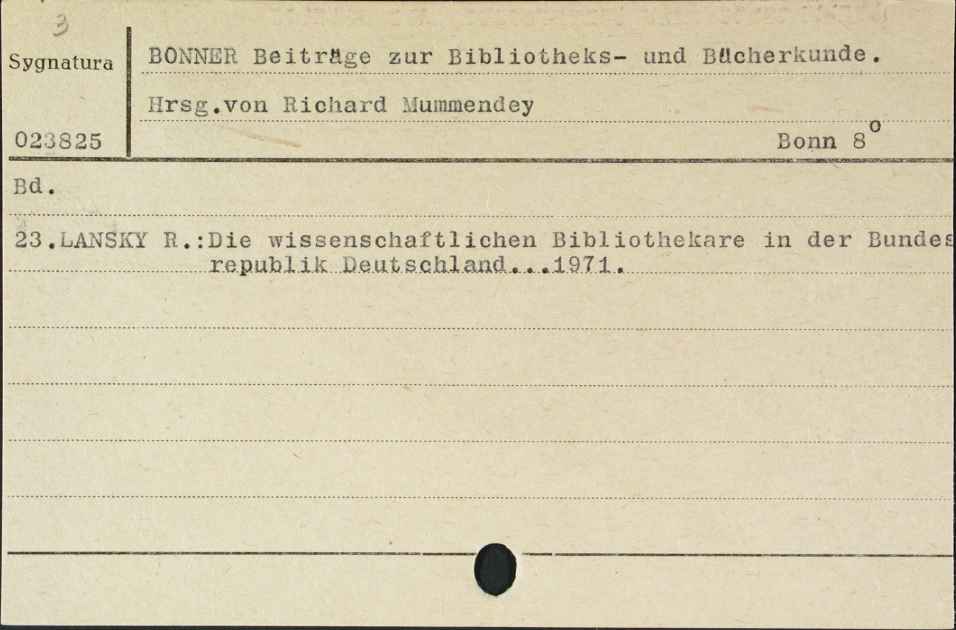 3
Sygnatura
BONNER Beiträge zur Bibliotheks- und Bücherkunde.
Hrsg.von Richard Mummendey
023825
Bonn 8°
Bd.
23.LANSKY R.:Die wissenschaftlichen Bibliothekare in der Bundes
republik Deutschland...1971.